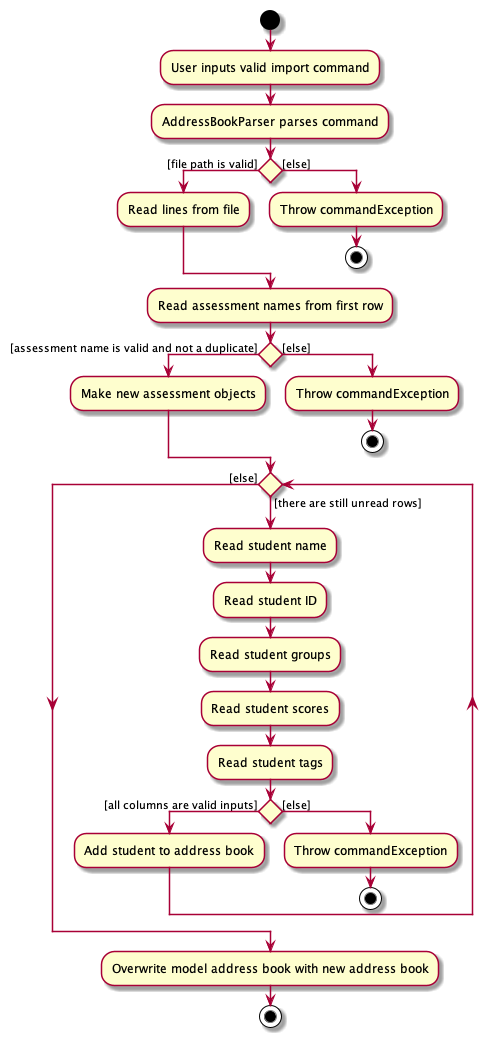 User inputs valid import command
AddressBookParser parses command
[file path is valid]
[else]
Read lines from file
Throw commandException
Read assessment names from first row
[assessment name is valid and not a duplicate]
[else]
Make new assessment objects
Throw commandException
[else]
[there are still unread rows]
Read student name
Read student ID
Read student groups
Read student scores
Read student tags
[all columns are valid inputs]
[else]
Add student to address book
Throw commandException
Overwrite model address book with new address book